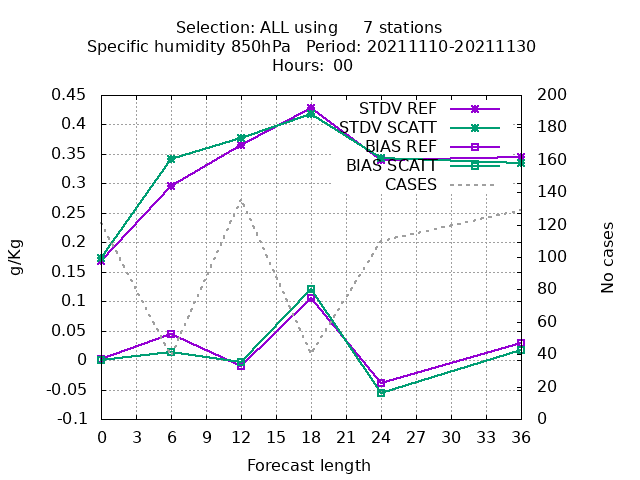 Selection: ALL using     7 stations
Specific humidity 850hPa   Period: 20211110-20211130
Hours:  00
0.45
0.4
0.35
0.3
0.25
0.2
0.15
0.1
0.05
0
-0.05
-0.1
g/Kg
STDV REF
STDV SCATT
BIAS REF
BIAS SCATT
CASES
200
180
160
140
120
100
80
60
40
20
0
No cases
0 3 6 9 12 15 18 21 24 27 30 33 36
Forecast length